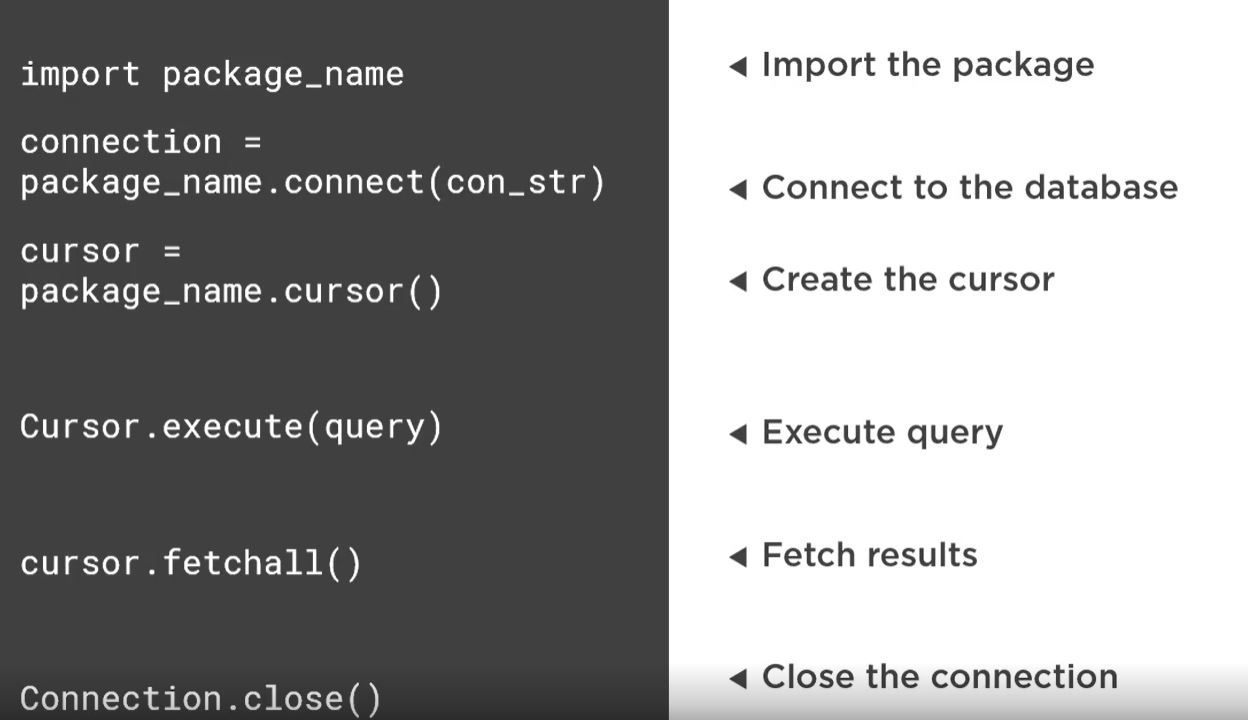 import package_name
Import the package
connection =
package_name.connect(con_str)
Connect to the database
cursor =
package_name.cursor()
Create the cursor
Cursor.execute(query)
Execute query
cursor.fetchall()
Fetch results
Connection.close()
Close the connection